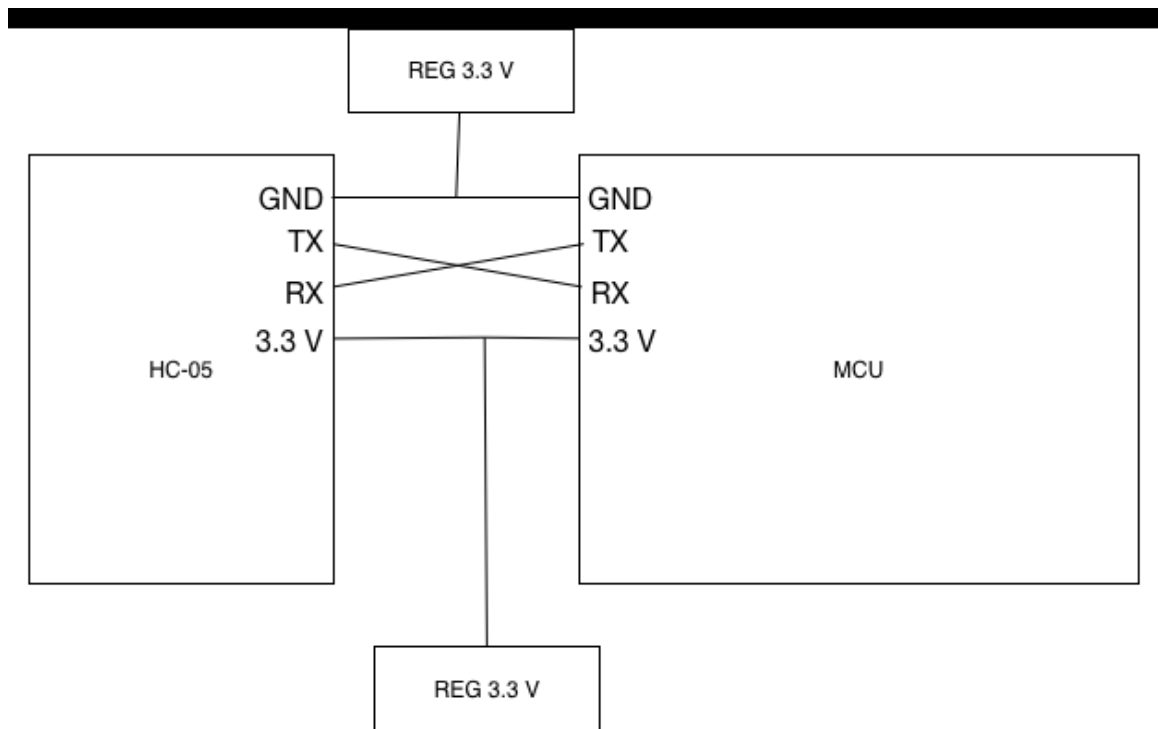 REG 3.3 V
GND
TX
RX
3.3 V
HC-05
GND
TX
RX
3.3 V
MCU
REG 3.3 V